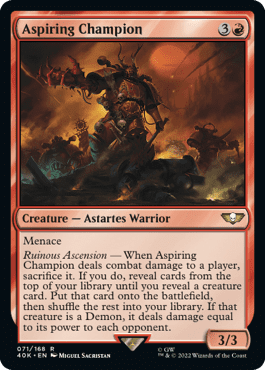 Aspiring Champion 3
Creature — Astartes Warrior
Menace
Ruinous Ascension — When Aspiring
Champion deals combat damage to a player,
sacrifice it. If you do, reveal cards from the
top of your library until you reveal a creature
card. Put that card onto the battlefield,
then shuffle the rest into your library. If that
creature is a Demon, it deals damage equal
to its power to each opponent.
3/3
071/168 R
40K • EN MIGUEL SACRISTAN
© GW
™ & © 2022 Wizards of the Coast